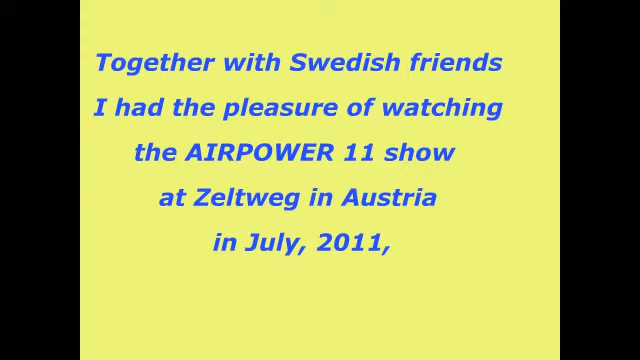 Together with Swedish friends
I had the pleasure of watching
the AIRPOWER 11 show
at Zeltweg in Austria
in July, 2011,